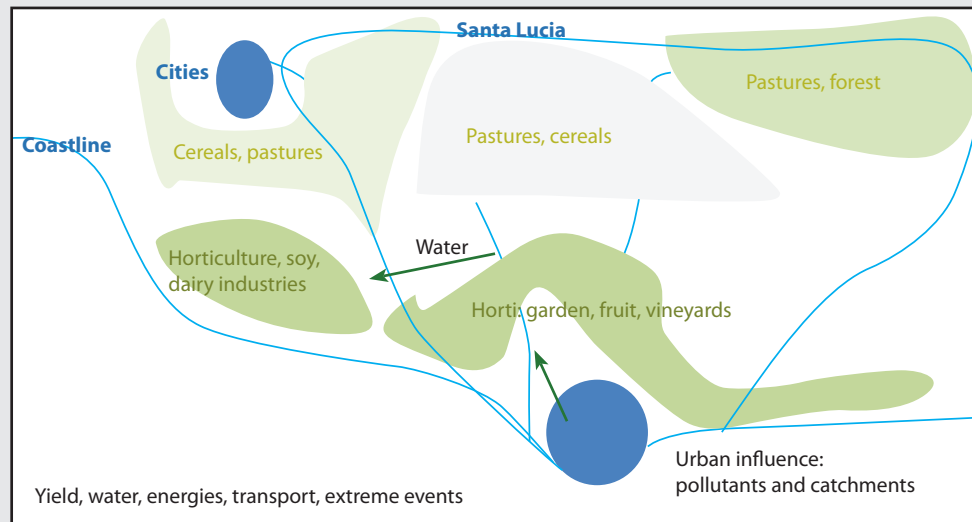 Santa Lucia
Cities
Pastures, forest
Coastline
Cereals, pastures
Pastures, cereals
Water
Horticulture, soy,
dairy industries
Horti: garden, fruit, vineyards
Urban influence:
pollutants and catchments
Yield, water, energies, transport, extreme events